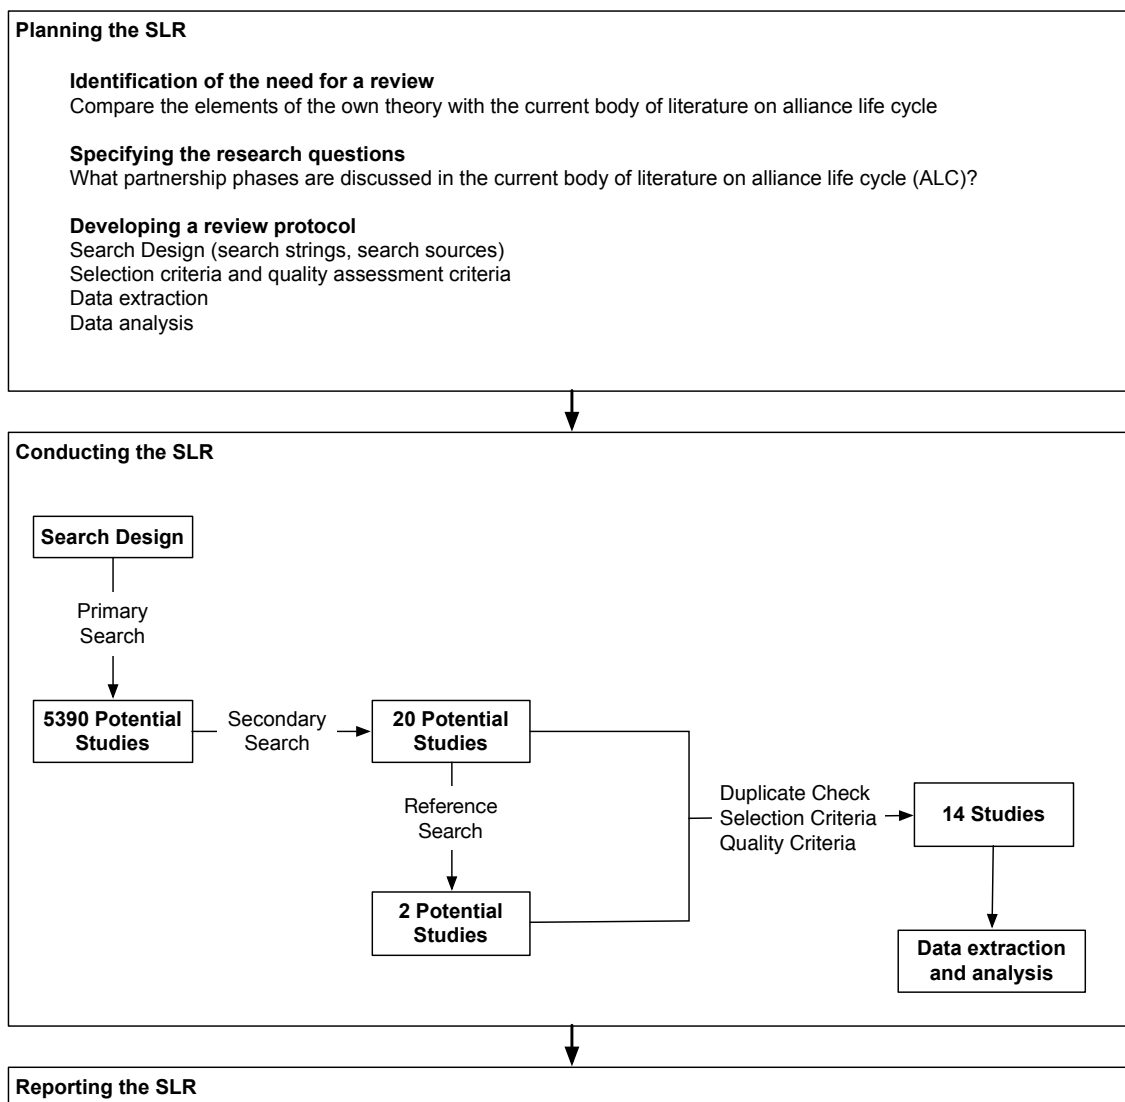 Planning the SLR
Identification of the need for a review
Compare the elements of the own theory with the current body of literature on alliance life cycle
Specifying the research questions
What partnership phases are discussed in the current body of literature on alliance life cycle (ALC)?
Developing a review protocol
Search Design (search strings, search sources)
Selection criteria and quality assessment criteria
Data extraction
Data analysis
Conducting the SLR
Search Design
Primary
Search
5390 Potential
Studies
Secondary
Search
20 Potential
Studies
Reference
Search
2 Potential
Studies
Duplicate Check
Selection Criteria
Quality Criteria
14 Studies
Data extraction
and analysis
Reporting the SLR